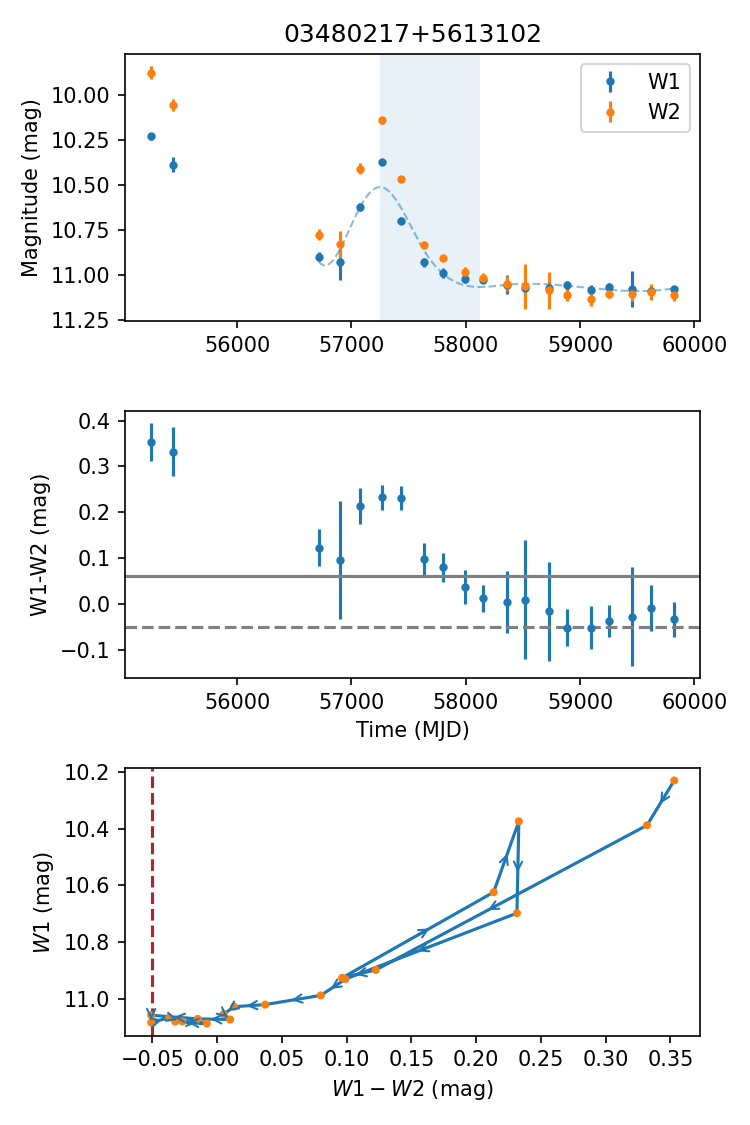 03480217+5613102
Magnitude (mag)
10.00
10.25
10.50
10.75
11.00
11.25
W1
W2
56000 57000 58000 59000 60000
W1-W2 (mag)
0.4
0.3
0.2
0.1
0.0
−0.1
56000 57000 58000 59000 60000
Time (MJD)
W1 (mag)
10.2
10.4
10.6
10.8
11.0
−0.05 0.00 0.05 0.10 0.15 0.20 0.25 0.30 0.35
W1 − W2 (mag)